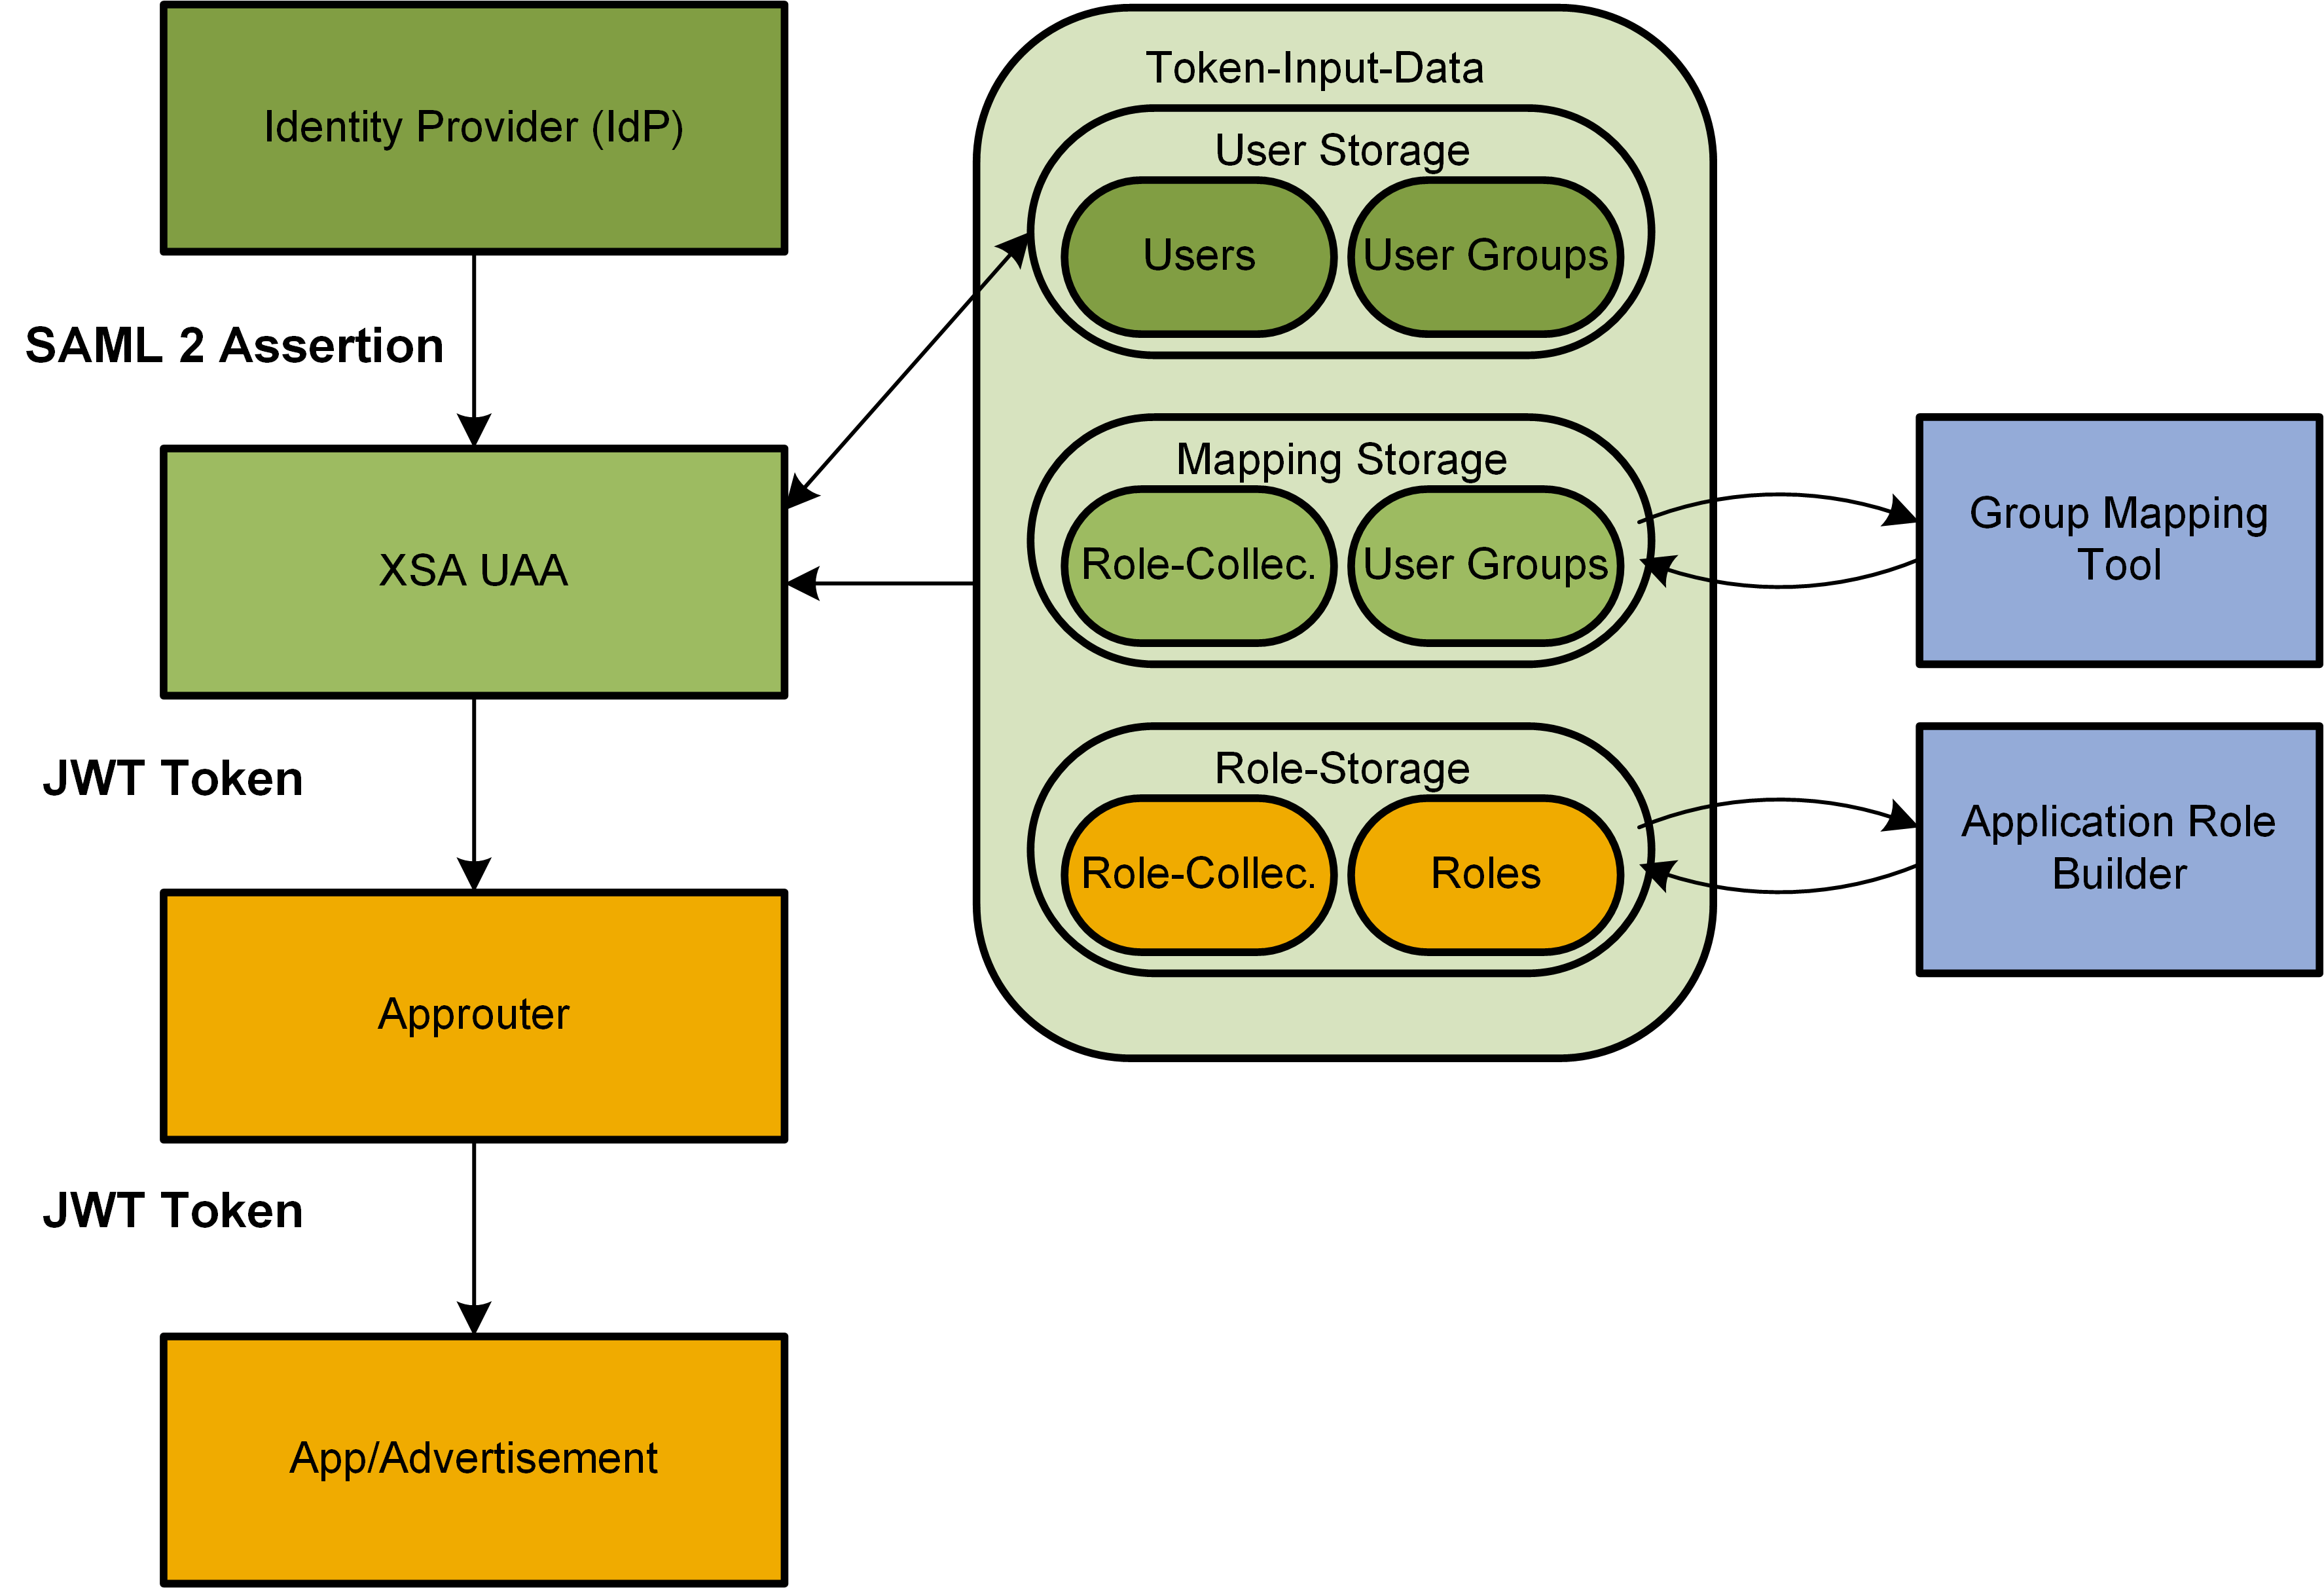 Identity Provider (IdP)
SAML 2 Assertion
XSA UAA
JWT Token
Approuter
JWT Token
App/Advertisement
Token-Input-Data
User Storage
Users
User Groups
Mapping Storage
Role-Collec.
User Groups
Role-Storage
Role-Collec.
Roles
Group Mapping
Tool
Application Role
Builder